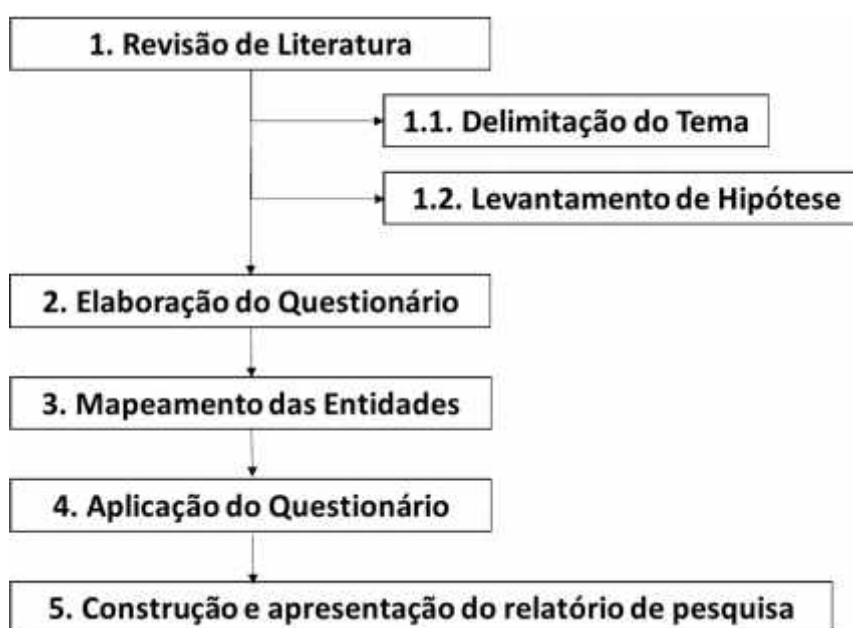 1. Revisão de Literatura
1.1. Delimitação do Tema
1.2. Levantamento de Hipótese
2. Elaboração do Questionário
3. Mapeamento das Entidades
4. Aplicação do Questionário
5. Construção e apresentação do relatório de pesquisa